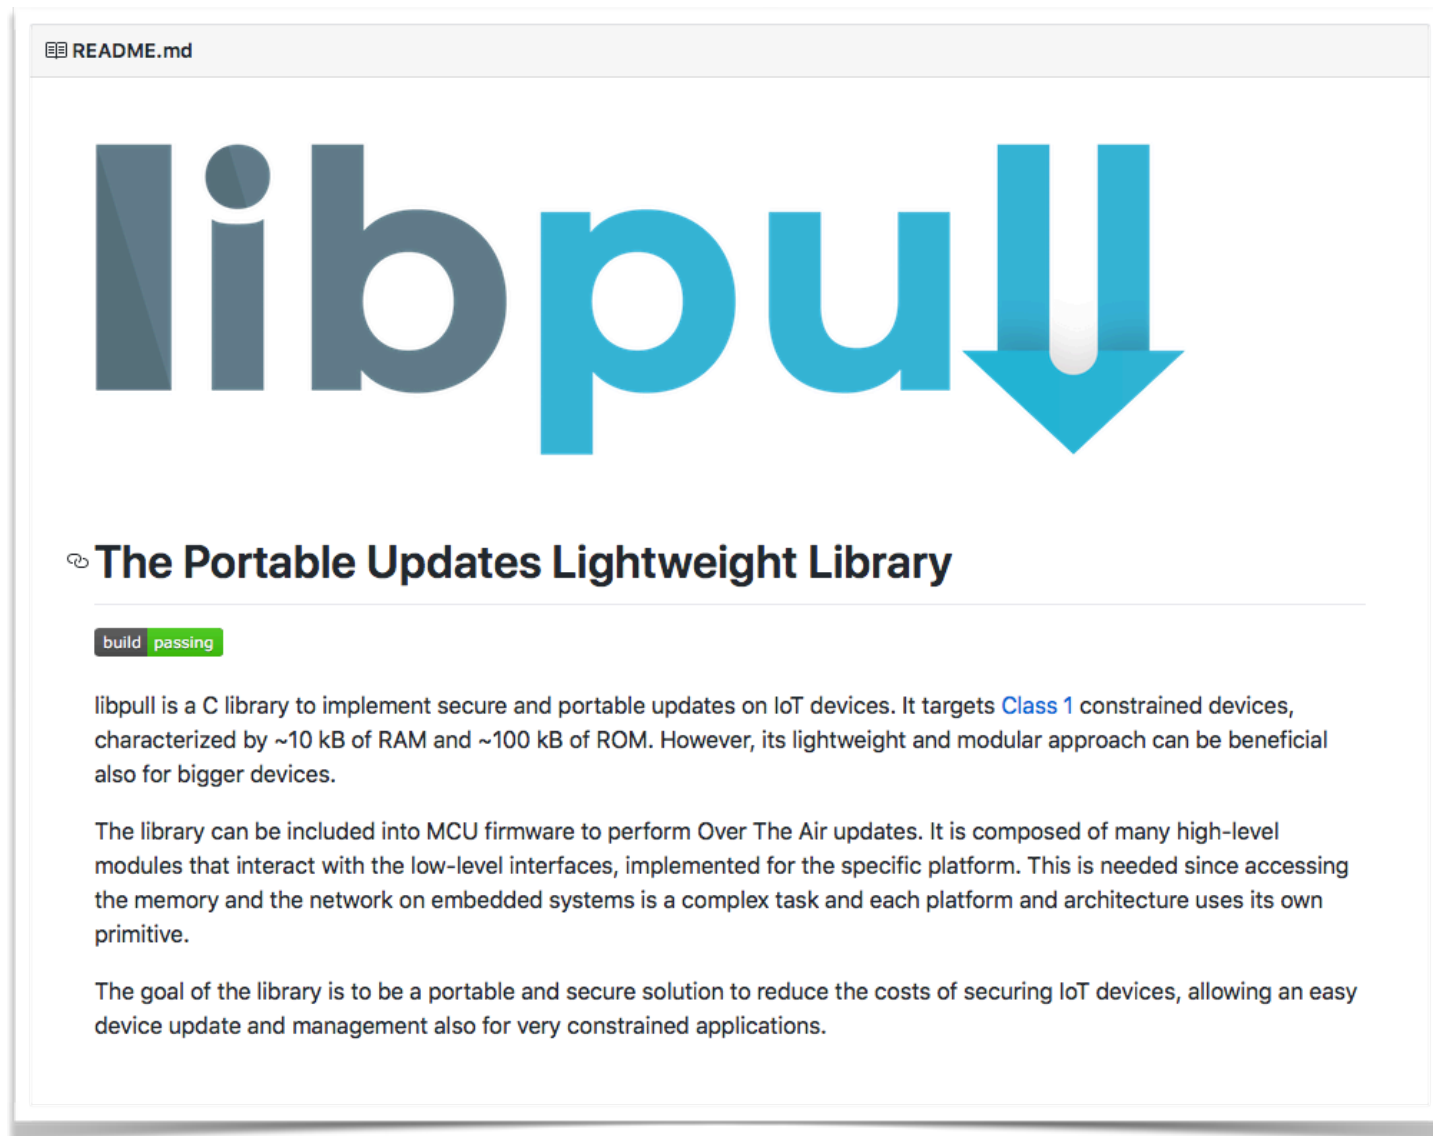 README.md
libpull
The Portable Updates Lightweight Library
build passing
libpull is a C library to implement secure and portable updates on IoT devices. It targets Class 1 constrained devices,
characterized by ~10 kB of RAM and ~100 kB of ROM. However, its lightweight and modular approach can be beneficial
also for bigger devices.
The library can be included into MCU firmware to perform Over The Air updates. It is composed of many high-level
modules that interact with the low-level interfaces, implemented for the specific platform. This is needed since accessing
the memory and the network on embedded systems is a complex task and each platform and architecture uses its own
primitive.
The goal of the library is to be a portable and secure solution to reduce the costs of securing IoT devices, allowing an easy
device update and management also for very constrained applications.